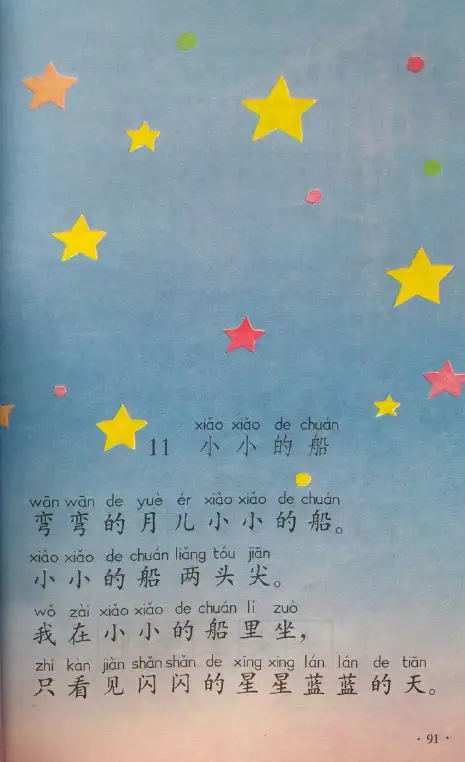 xiǎo xiǎo de chuán
11 小小的船
wān wān de yuè ér xiǎo xiǎo de chuán
弯弯的月儿小小的船。
xiǎo xiǎo de chuán liǎng tóu jiān
小小的船两头尖。
wǒ zài xiǎo xiǎo de chuán lǐ zuò
我在小小的船里坐，
zhǐ kàn jiàn shǎn shǎn de xīng xing lán lán de tiān
只看见闪闪的星星蓝蓝的天。
· 91 ·